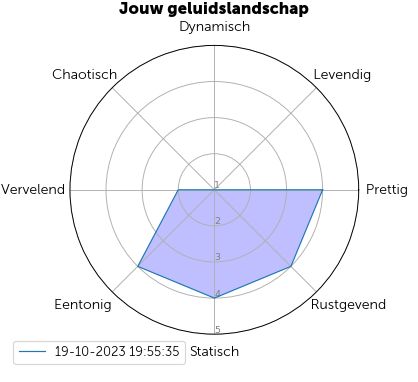 Jouw geluidslandschap
Dynamisch
Chaotisch
Levendig
Vervelend
Prettig
1
2
3
4
5
Eentonig
Rustgevend
19-10-2023 19:55:35
Statisch